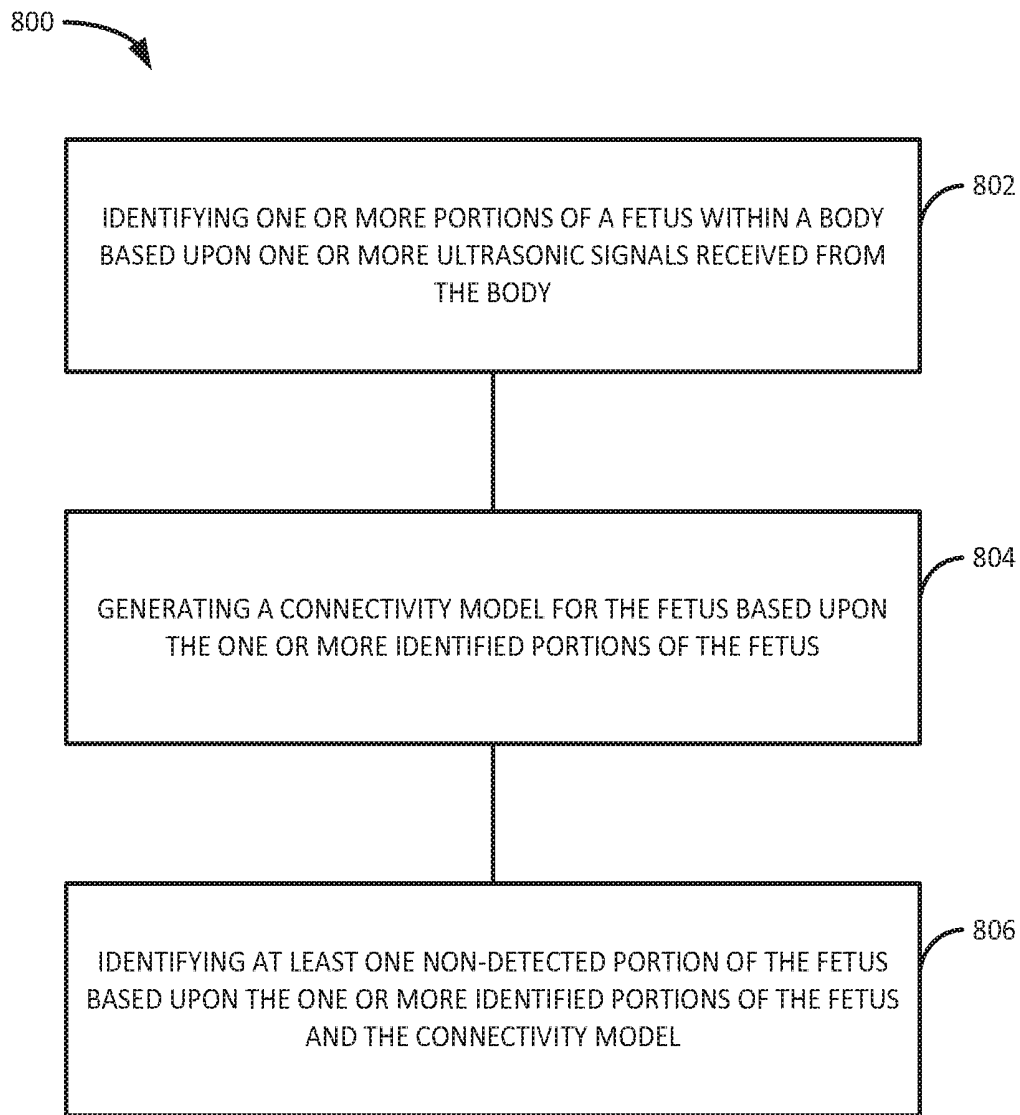 800
802
IDENTIFYING ONE OR MORE PORTIONS OF A FETUS WITHIN A BODY
BASED UPON ONE OR MORE ULTRASONIC SIGNALS RECEIVED FROM
THE BODY
804
GENERATING A CONNECTIVITY MODEL FOR THE FETUS BASED UPON
THE ONE OR MORE IDENTIFIED PORTIONS OF THE FETUS
806
IDENTIFYING AT LEAST ONE NON-DETECTED PORTION OF THE FETUS
BASED UPON THE ONE OR MORE IDENTIFIED PORTIONS OF THE FETUS
AND THE CONNECTIVITY MODEL